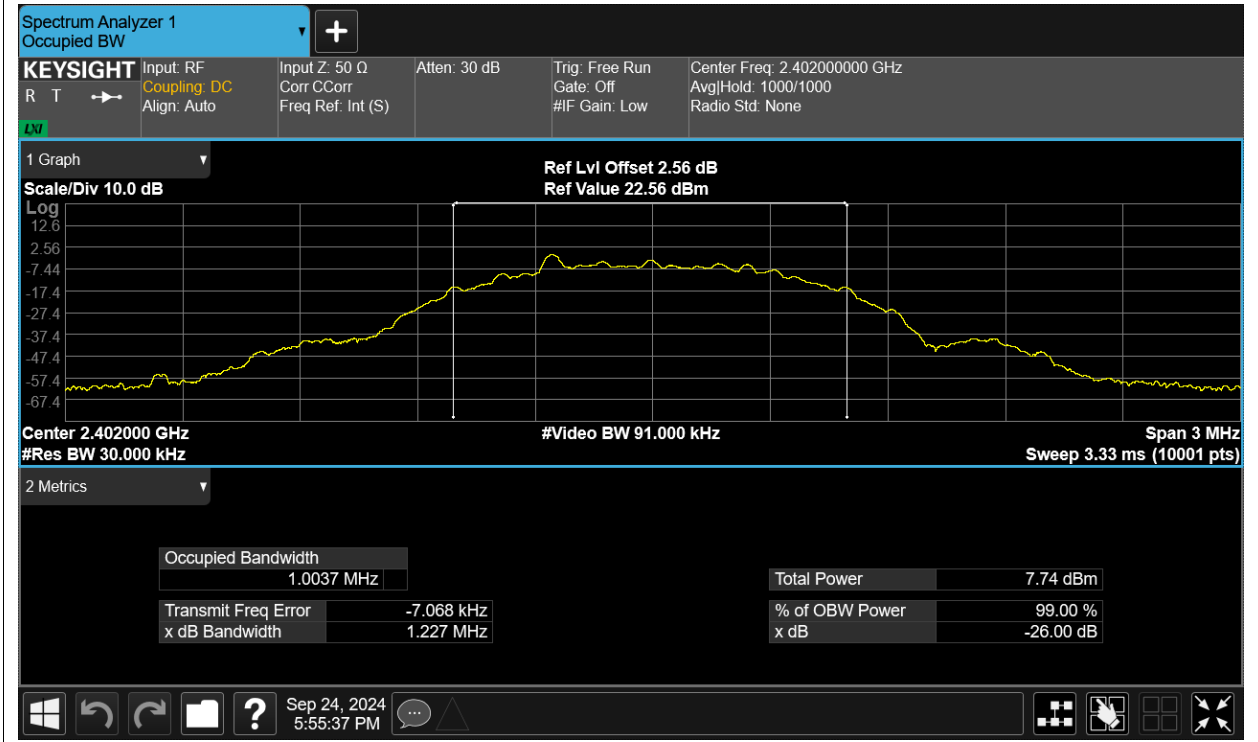 Spectrum Analyzer 1
Occupied BW
KEYSIGHT
R T
LXI
Input: RF
Coupling: DC
Align: Auto
Input Z: 50 Ω
Corr CCorr
Freq Ref: Int (S)
Atten: 30 dB
Trig: Free Run
Gate: Off
#IF Gain: Low
Center Freq: 2.402000000 GHz
Avg|Hold: 1000/1000
Radio Std: None
1 Graph
Scale/Div 10.0 dB
Ref Lvl Offset 2.56 dB
Ref Value 22.56 dBm
Log
12.6
2.56
-7.44
-17.4
-27.4
-37.4
-47.4
-57.4
-67.4
Center 2.402000 GHz
#Video BW 91.000 kHz
Span 3 MHz
#Res BW 30.000 kHz
Sweep 3.33 ms (10001 pts)
2 Metrics
Occupied Bandwidth
1.0037 MHz
Total Power 7.74 dBm
Transmit Freq Error -7.068 kHz
% of OBW Power 99.00 %
x dB Bandwidth 1.227 MHz
x dB -26.00 dB
?
Sep 24, 2024
5:55:37 PM